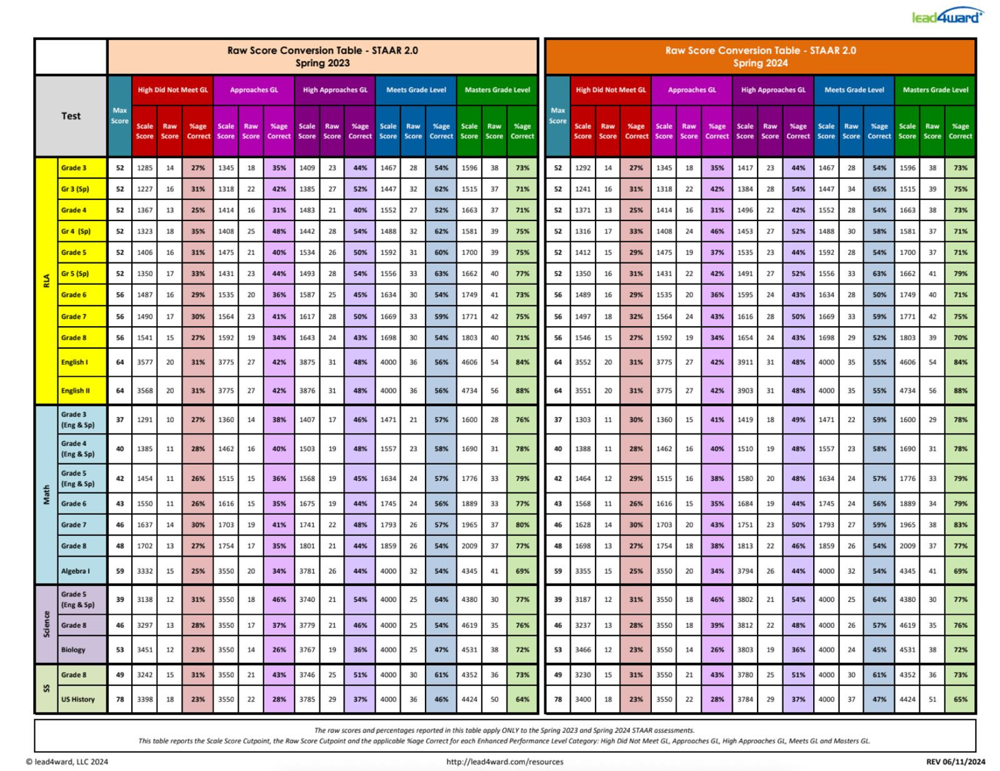 lead4ward
Raw Score Conversion Table - STAAR 2.0
Spring 2023
Raw Score Conversion Table - STAAR 2.0
Spring 2024
Test
Max Score
High Did Not Meet GL Approaches GL High Approaches GL Meets Grade Level Masters Grade Level
Max Score
High Did Not Meet GL Approaches GL High Approaches GL Meets Grade Level Masters Grade Level
Scale Score Raw Score %age Correct Scale Score Raw Score %age Correct Scale Score Raw Score %age Correct Scale Score Raw Score %age Correct Scale Score Raw Score %age Correct
Scale Score Raw Score %age Correct Scale Score Raw Score %age Correct Scale Score Raw Score %age Correct Scale Score Raw Score %age Correct Scale Score Raw Score %age Correct
RLA
Grade 3 52 1285 14 27% 1345 18 35% 1409 23 44% 1467 28 54% 1596 38 73% 52 1292 14 27% 1345 18 35% 1417 23 44% 1467 28 54% 1596 38 73%
Gr 3 (Sp) 52 1227 16 31% 1318 22 42% 1385 27 52% 1447 32 62% 1515 37 71% 52 1241 16 31% 1318 22 42% 1384 28 54% 1447 34 65% 1515 39 75%
Grade 4 52 1367 13 25% 1414 16 31% 1483 21 40% 1552 27 52% 1663 37 71% 52 1371 13 25% 1414 16 31% 1496 22 42% 1552 28 54% 1663 38 73%
Gr 4 (Sp) 52 1323 18 35% 1408 25 48% 1442 28 54% 1488 32 62% 1581 39 75% 52 1316 17 33% 1408 24 46% 1453 27 52% 1488 30 58% 1581 37 71%
Grade 5 52 1406 16 31% 1475 21 40% 1534 26 50% 1592 31 60% 1700 39 75% 52 1412 15 29% 1475 19 37% 1535 23 44% 1592 28 54% 1700 37 71%
Gr 5 (Sp) 52 1350 17 33% 1431 23 44% 1493 28 54% 1556 33 63% 1662 40 77% 52 1350 16 31% 1431 22 42% 1491 27 52% 1556 33 63% 1662 41 79%
Grade 6 56 1487 16 29% 1535 20 36% 1587 25 45% 1634 30 54% 1749 41 73% 56 1489 16 29% 1535 20 36% 1595 24 43% 1634 28 50% 1749 40 71%
Grade 7 56 1490 17 30% 1564 23 41% 1617 28 50% 1669 33 59% 1771 42 75% 56 1497 18 32% 1564 24 43% 1616 28 50% 1669 33 59% 1771 42 75%
Grade 8 56 1541 15 27% 1592 19 34% 1643 24 43% 1698 30 54% 1803 40 71% 56 1546 15 27% 1592 19 34% 1654 24 43% 1698 29 52% 1803 39 70%
English I 64 3577 20 31% 3775 27 42% 3875 31 48% 4000 36 56% 4606 54 84% 64 3552 20 31% 3775 27 42% 3911 31 48% 4000 35 55% 4606 54 84%
English II 64 3568 20 31% 3775 27 42% 3876 31 48% 4000 36 56% 4734 56 88% 64 3551 20 31% 3775 27 42% 3903 31 48% 4000 35 55% 4734 56 88%
Math
Grade 3 (Eng & Sp) 37 1291 10 27% 1360 14 38% 1407 17 46% 1471 21 57% 1600 28 76% 37 1303 11 30% 1360 15 41% 1419 18 49% 1471 22 59% 1600 29 78%
Grade 4 (Eng & Sp) 40 1385 11 28% 1462 16 40% 1503 19 48% 1557 23 58% 1690 31 78% 40 1388 11 28% 1462 16 40% 1510 19 48% 1557 23 58% 1690 31 78%
Grade 5 (Eng & Sp) 42 1454 11 26% 1515 15 36% 1568 19 45% 1634 24 57% 1776 33 79% 42 1464 12 29% 1515 16 38% 1580 20 48% 1634 24 57% 1776 33 79%
Grade 6 43 1550 11 26% 1616 15 35% 1675 19 44% 1745 24 56% 1889 33 77% 43 1568 11 26% 1616 15 35% 1684 19 44% 1745 24 56% 1889 34 79%
Grade 7 46 1637 14 30% 1703 19 41% 1741 22 48% 1793 26 57% 1965 37 80% 46 1628 14 30% 1703 20 43% 1751 23 50% 1793 27 59% 1965 38 83%
Grade 8 48 1702 13 27% 1754 17 35% 1801 21 44% 1859 26 54% 2009 37 77% 48 1698 13 27% 1754 18 38% 1813 22 46% 1859 26 54% 2009 37 77%
Algebra I 59 3332 15 25% 3550 20 34% 3781 26 44% 4000 32 54% 4345 41 69% 59 3355 15 25% 3550 20 34% 3794 26 44% 4000 32 54% 4345 41 69%
Science
Grade 5 (Eng & Sp) 39 3138 12 31% 3550 18 46% 3740 21 54% 4000 25 64% 4380 30 77% 39 3187 12 31% 3550 18 46% 3802 21 54% 4000 25 64% 4380 30 77%
Grade 8 46 3297 13 28% 3550 17 37% 3779 21 46% 4000 25 54% 4619 35 76% 46 3237 13 28% 3550 18 39% 3812 22 48% 4000 26 57% 4619 35 76%
Biology 53 3451 12 23% 3550 14 26% 3767 19 36% 4000 25 47% 4531 38 72% 53 3466 12 23% 3550 14 26% 3803 19 36% 4000 24 45% 4531 38 72%
SS
Grade 8 49 3242 15 31% 3550 21 43% 3746 25 51% 4000 30 61% 4352 36 73% 49 3230 15 31% 3550 21 43% 3780 25 51% 4000 30 61% 4352 36 73%
US History 78 3398 18 23% 3550 22 28% 3785 29 37% 4000 36 46% 4424 50 64% 78 3400 18 23% 3550 22 28% 3784 29 37% 4000 37 47% 4424 51 65%
The raw scores and percentages reported in this table apply ONLY to the Spring 2023 and Spring 2024 STAAR assessments.
This table reports the Scale Score Cutpoint, the Raw Score Cutpoint and the applicable %age Correct for each Enhanced Performance Level Category: High Did Not Meet GL, Approaches GL, High Approaches GL, Meets GL and Masters GL.
© lead4ward, LLC 2024
http://lead4ward.com/resources
REV 06/11/2024